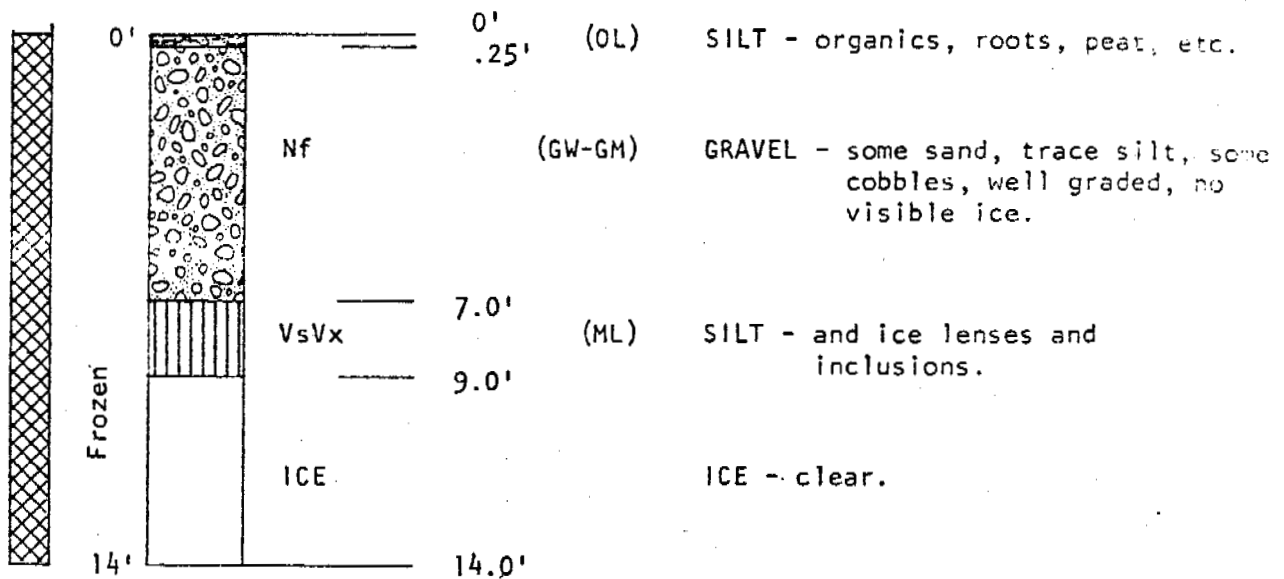 0' 0' (OL) SILT - organics, roots, peat, etc.
.25'
Nf (GW-GM) GRAVEL - some sand, trace silt, some
cobbles, well graded, no
visible ice.
7.0'
VsVx (ML) SILT - and ice lenses and
inclusions.
9.0'
Frozen
ICE ICE - clear.
14' 14.0'